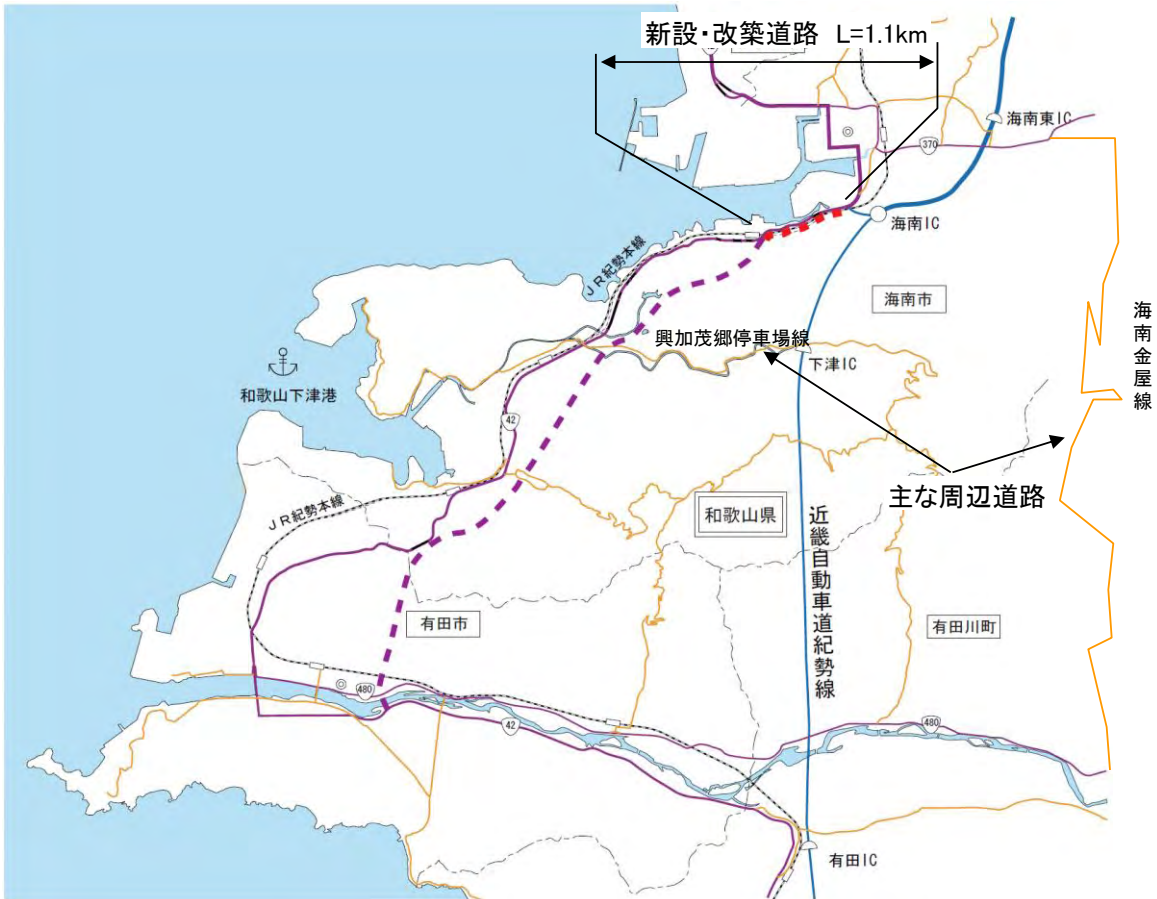 新設・改築道路 L=1.1km
海南東IC
370
海南IC
JR紀勢本線
海南市
興加茂郷停車場線
下津IC
海南金屋線
和歌山下津港
42
主な周辺道路
JR紀勢本線
和歌山県
近畿自動車道紀勢線
有田市
有田川町
480
480
42
有田IC